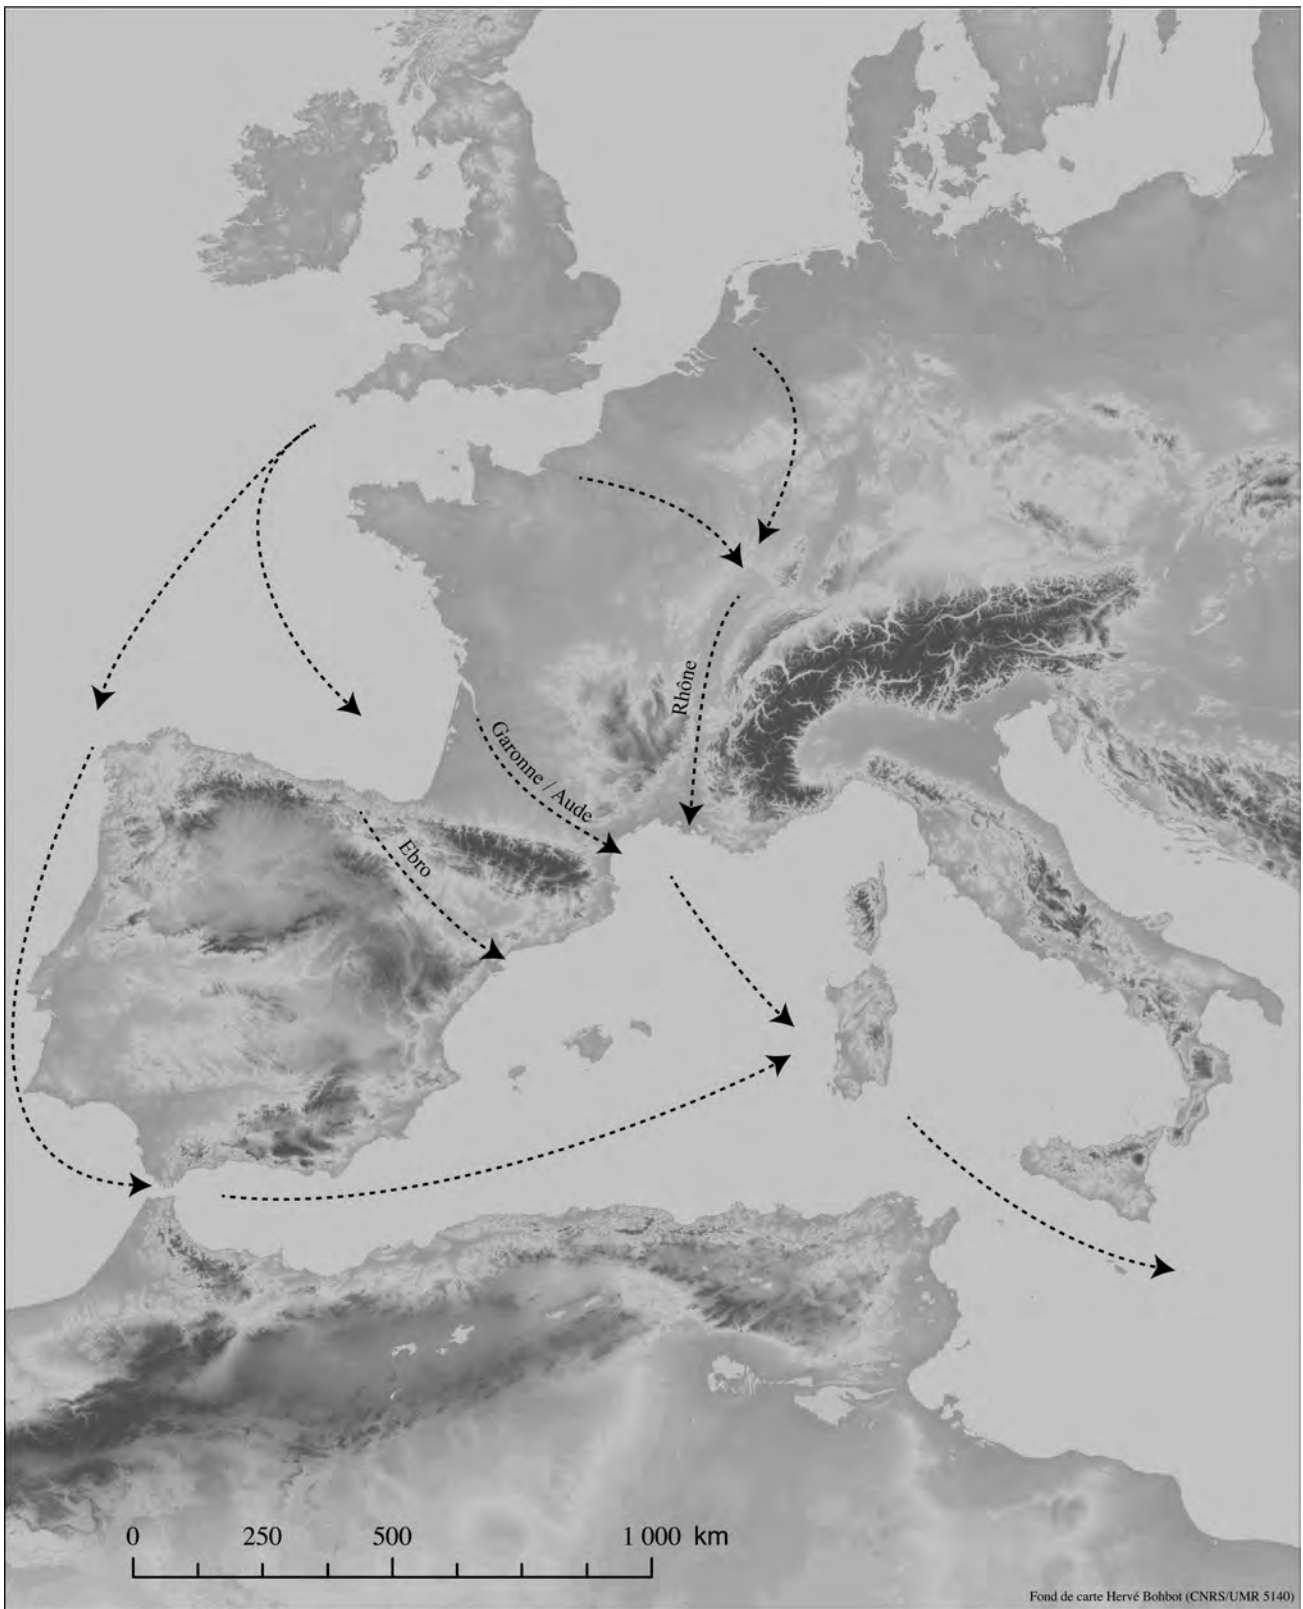 Rhône
Garonne / Aude
Ebro
0 250 500 1 000 km
Fond de carte Hervé Bohbot (CNRS/UMR 5140)